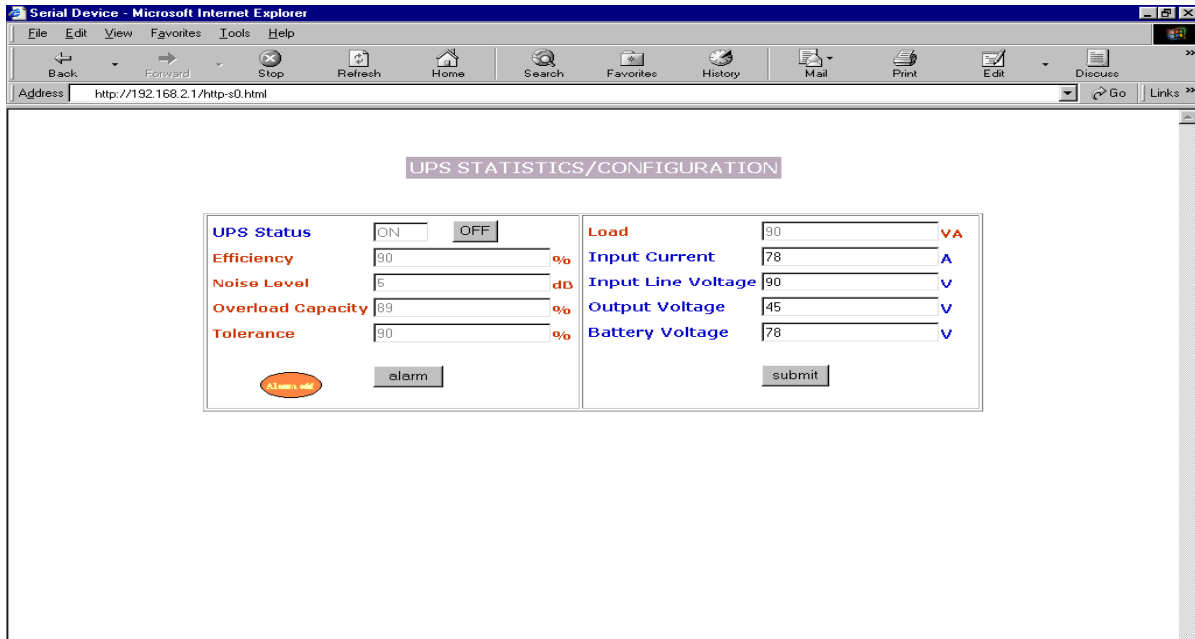 Serial Device - Microsoft Internet Explorer
File Edit View Favorites Tools Help
Back Forward Stop Refresh Home Search Favorites History Mail Print Edit Discuss »
Address http://192.168.2.1/http-s0.html Go Links »
UPS STATISTICS/CONFIGURATION
UPS Status ON OFF
Efficiency 90 %
Noise Level 5 dB
Overload Capacity 89 %
Tolerance 90 %
Alarm alarm
Load 90 VA
Input Current 78 A
Input Line Voltage 90 V
Output Voltage 45 V
Battery Voltage 78 V
submit